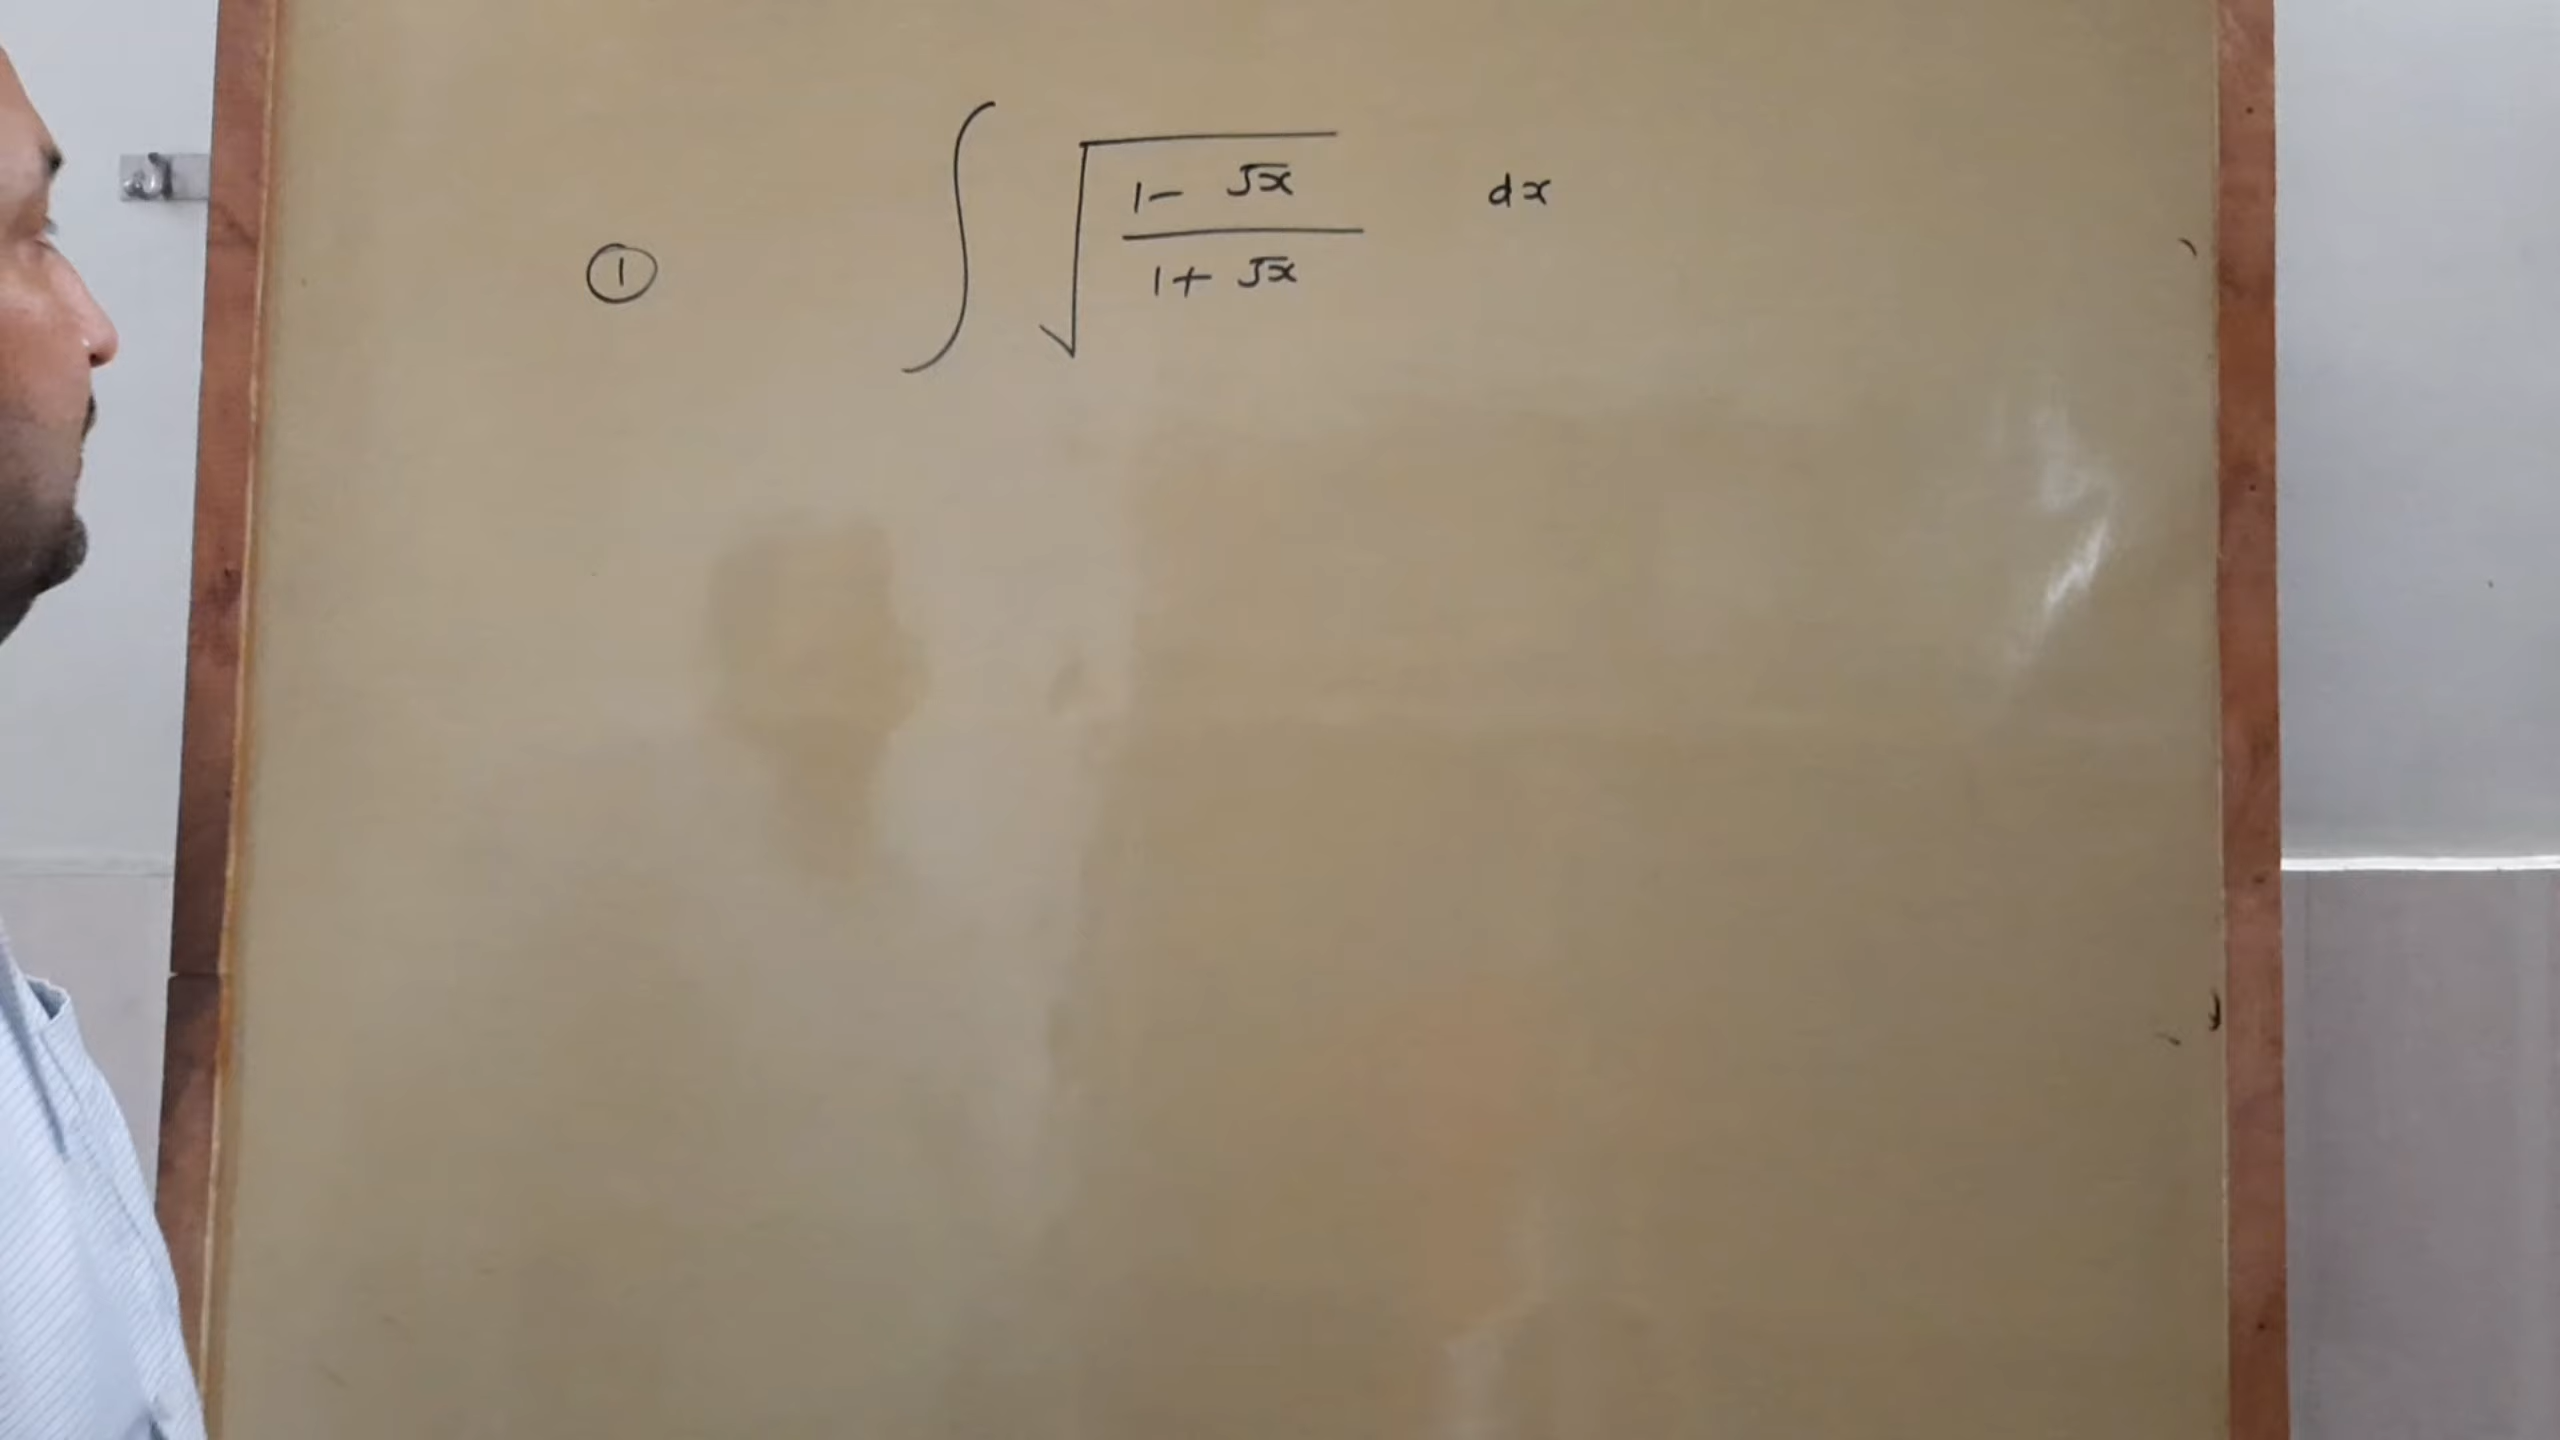 ① ∫ √((1 - √x)/(1 + √x)) dx